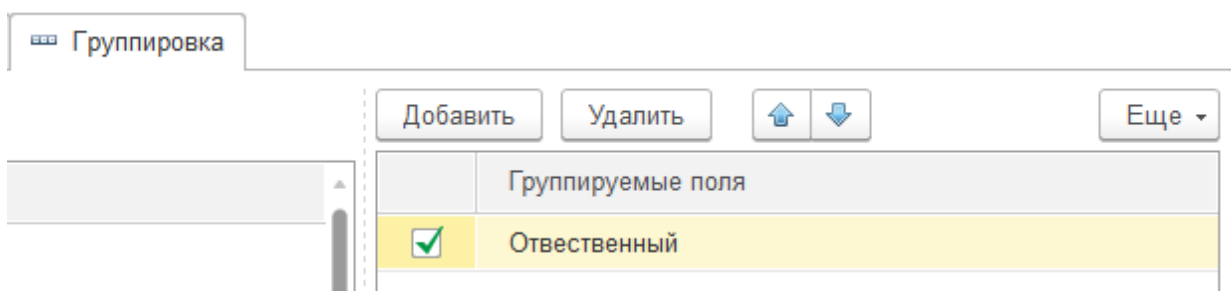 Группировка
Добавить Удалить Еще
Группируемые поля
Отвественный